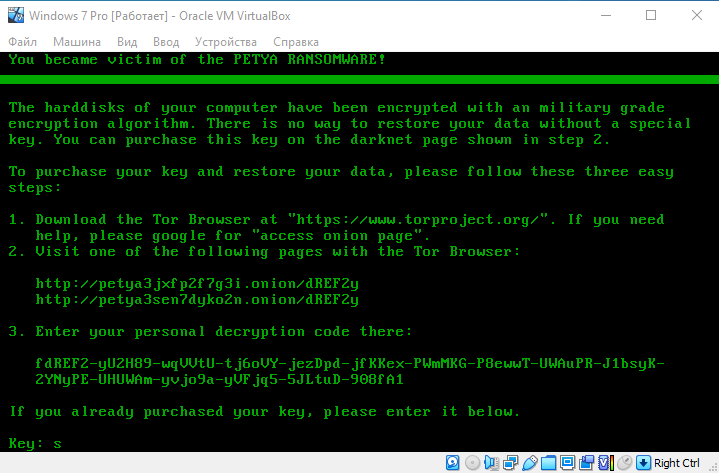 Windows 7 Pro [Работает] - Oracle VM VirtualBox
Файл Машина Вид Ввод Устройства Справка
You became victim of the PETYA RANSOMWARE!
The harddisks of your computer have been encrypted with an military grade
encryption algorithm. There is no way to restore your data without a special
key. You can purchase this key on the darknet page shown in step 2.
To purchase your key and restore your data, please follow these three easy
steps:
1. Download the Tor Browser at "https://www.torproject.org/". If you need
help, please google for "access onion page".
2. Visit one of the following pages with the Tor Browser:
http://petya3jxfp2f7g3i.onion/dREF2y
http://petya3sen7dyko2n.onion/dREF2y
3. Enter your personal decryption code there:
fdREF2-yU2H89-wqVVtU-tj6oVY-jezDpd-jfKKex-PWmMKG-P8ewwT-UWAuPR-J1bsyK-
2YNyPE-UHUWAm-yvjo9a-yVFjq5-5JLtuD-908fA1
If you already purchased your key, please enter it below.
Key: s
Right Ctrl